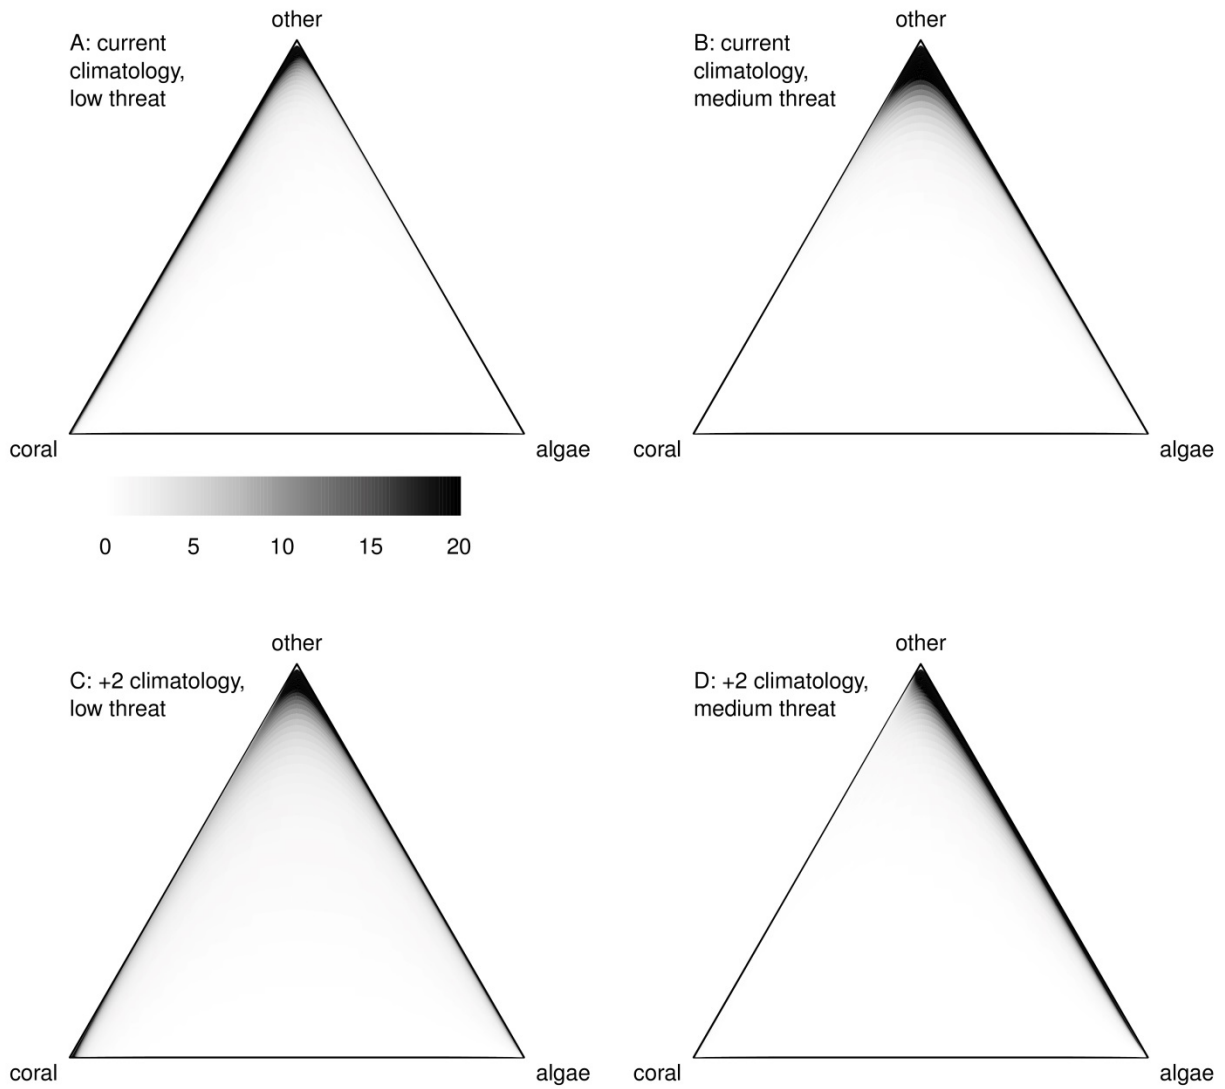 other
A: current
climatology,
low threat
coral
algae
other
B: current
climatology,
medium threat
coral
algae
0 5 10 15 20
other
C: +2 climatology,
low threat
coral
algae
other
D: +2 climatology,
medium threat
coral
algae